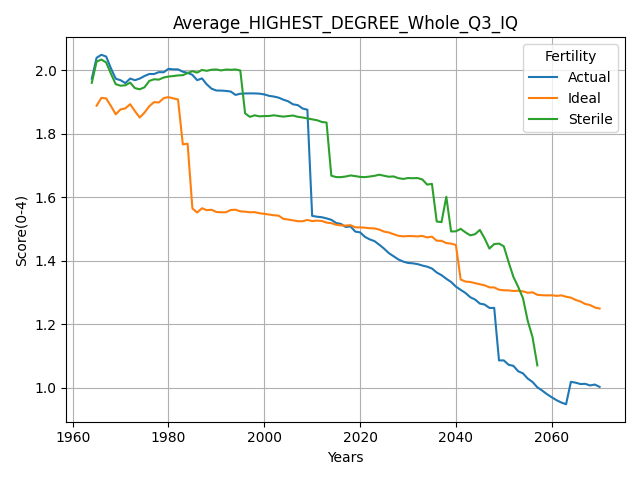 Average_HIGHEST_DEGREE_Whole_Q3_IQ
Fertility
Actual
Ideal
Sterile
Score(0-4)
2.0
1.8
1.6
1.4
1.2
1.0
1960 1980 2000 2020 2040 2060
Years